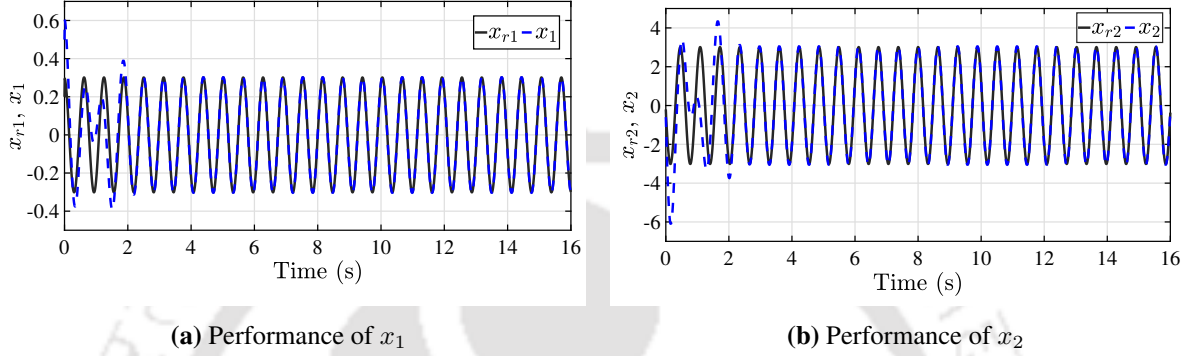 x_{r1}, x_1
0.6
0.4
0.2
0
-0.2
-0.4
x_{r1} x_1
0 2 4 6 8 10 12 14 16
Time (s)
(a) Performance of x_1
x_{r2}, x_2
4
2
0
-2
-4
-6
x_{r2} x_2
0 2 4 6 8 10 12 14 16
Time (s)
(b) Performance of x_2